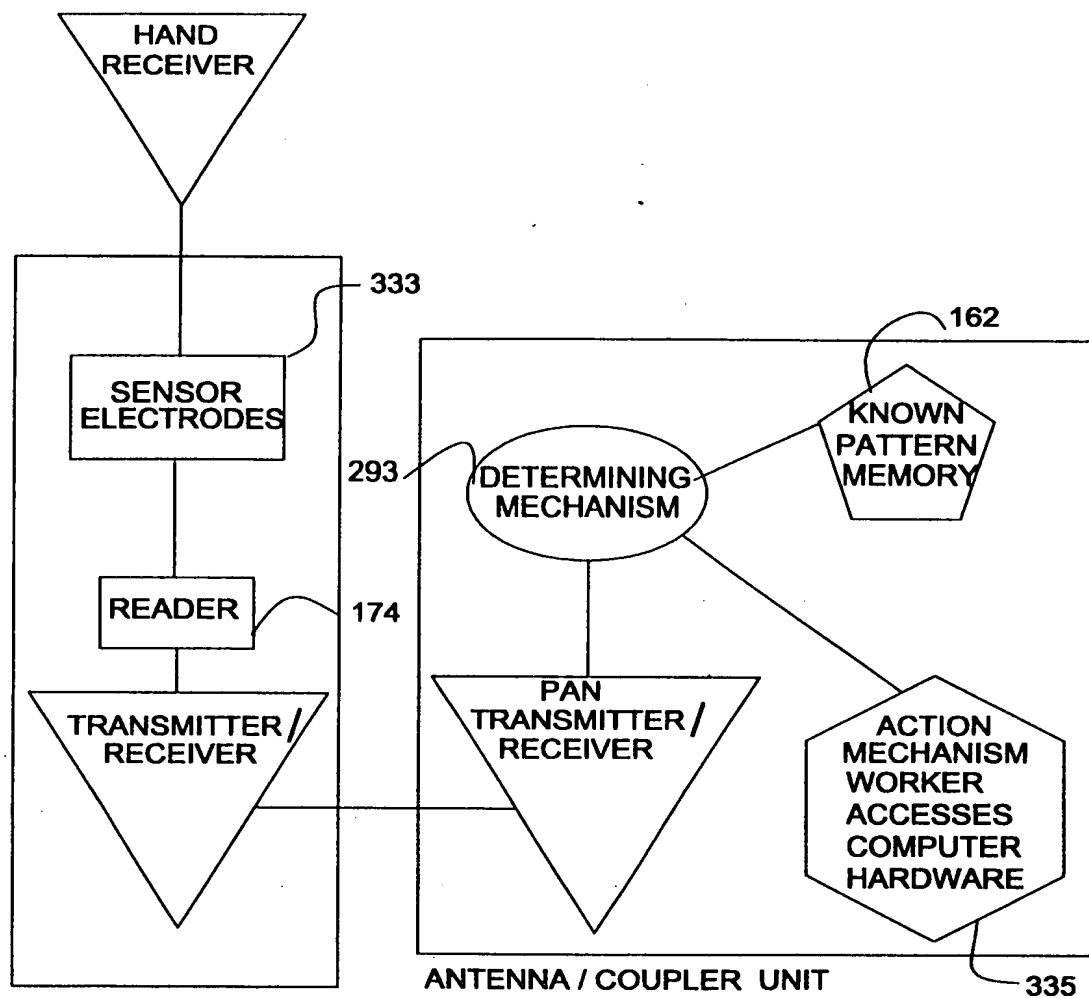 HAND
RECEIVER
333
SENSOR
ELECTRODES
READER
174
TRANSMITTER/
RECEIVER
162
KNOWN
PATTERN
MEMORY
293
DETERMINING
MECHANISM
PAN
TRANSMITTER/
RECEIVER
ACTION
MECHANISM
WORKER
ACCESSES
COMPUTER
HARDWARE
335
ANTENNA / COUPLER UNIT